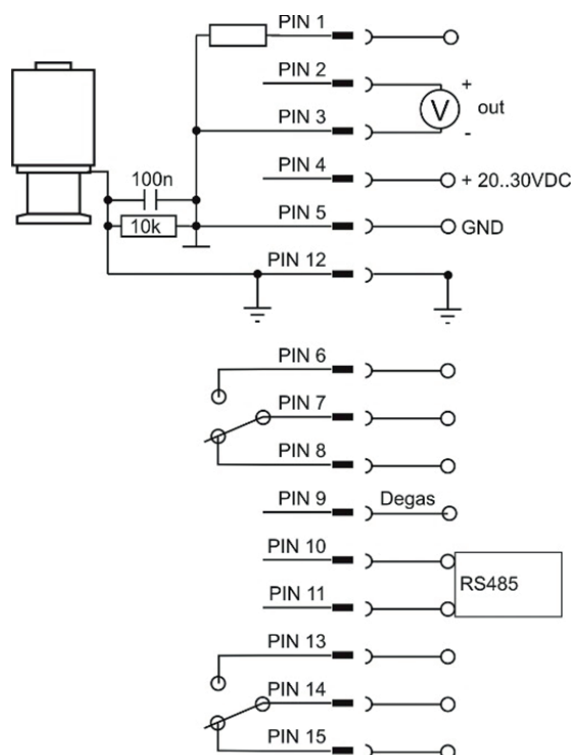 PIN 1
PIN 2
+
V out
PIN 3
-
PIN 4
+ 20..30VDC
100n
PIN 5
GND
10k
PIN 12
PIN 6
PIN 7
PIN 8
PIN 9
Degas
PIN 10
RS485
PIN 11
PIN 13
PIN 14
PIN 15